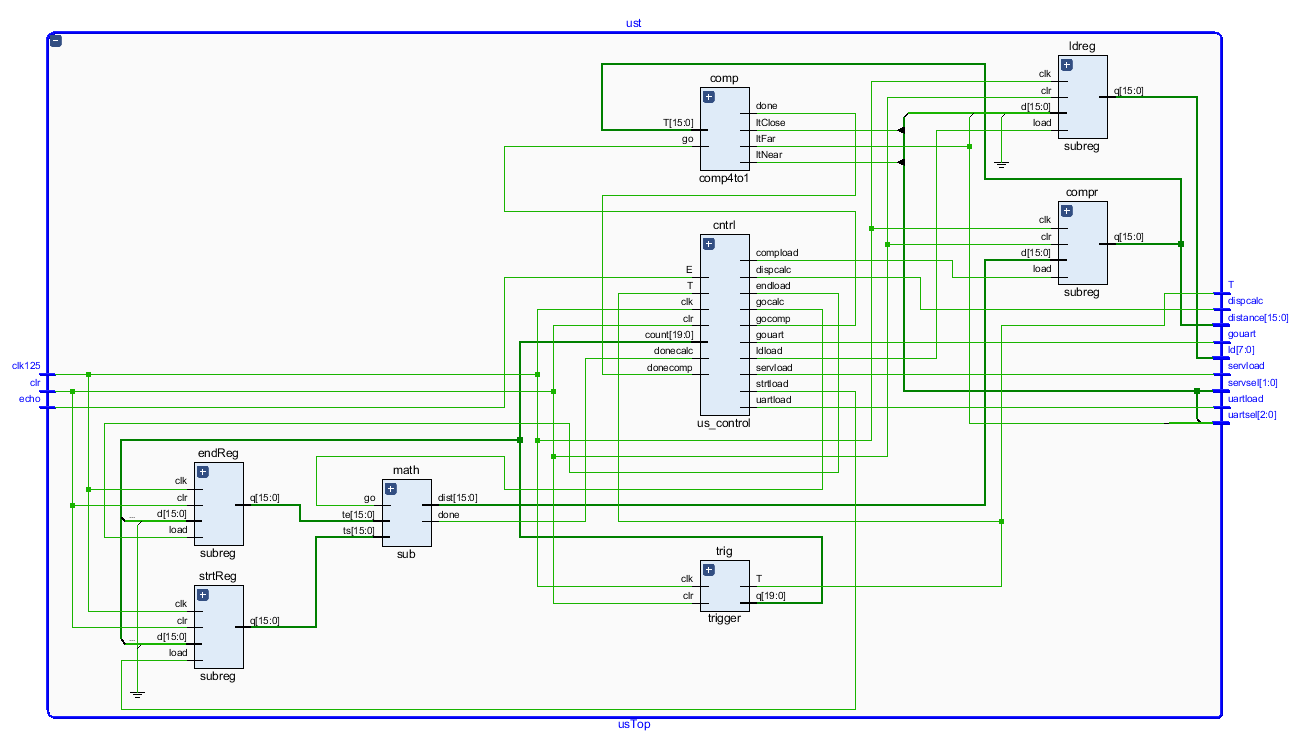 ust
comp
T[15:0]
go
done
ltClose
ltFar
ltNear
comp4to1
ldreg
clk
clr
d[15:0]
load
q[15:0]
subreg
compr
clk
clr
d[15:0]
load
q[15:0]
subreg
cntrl
E
T
clk
clr
count[19:0]
donecalc
donecomp
compload
dispcalc
endload
gocalc
gocomp
gouart
ldload
servload
strtload
uartload
us_control
T
dispcalc
distance[15:0]
gouart
ld[7:0]
servload
servsel[1:0]
uartload
uartsel[2:0]
clk125
clr
echo
endReg
clk
clr
... d[15:0]
load
q[15:0]
subreg
math
go
te[15:0]
ts[15:0]
dist[15:0]
done
sub
strtReg
clk
clr
... d[15:0]
load
q[15:0]
subreg
trig
clk
clr
T
q[19:0]
trigger
usTop